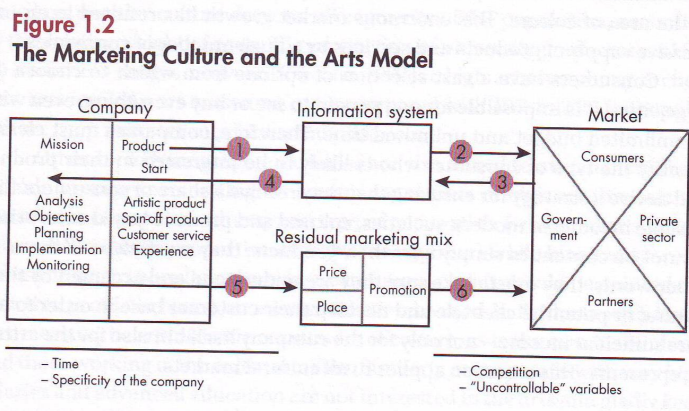 Figure 1.2
The Marketing Culture and the Arts Model
Company
Information system
Market
Mission
Product
Start
Analysis
Objectives
Planning
Implementation
Monitoring
Artistic product
Spin-off product
Customer service
Experience
1
4
2
3
5
6
Residual marketing mix
Price
Place
Promotion
Consumers
Govern-
ment
Private
sector
Partners
– Time
– Specificity of the company
– Competition
– "Uncontrollable" variables